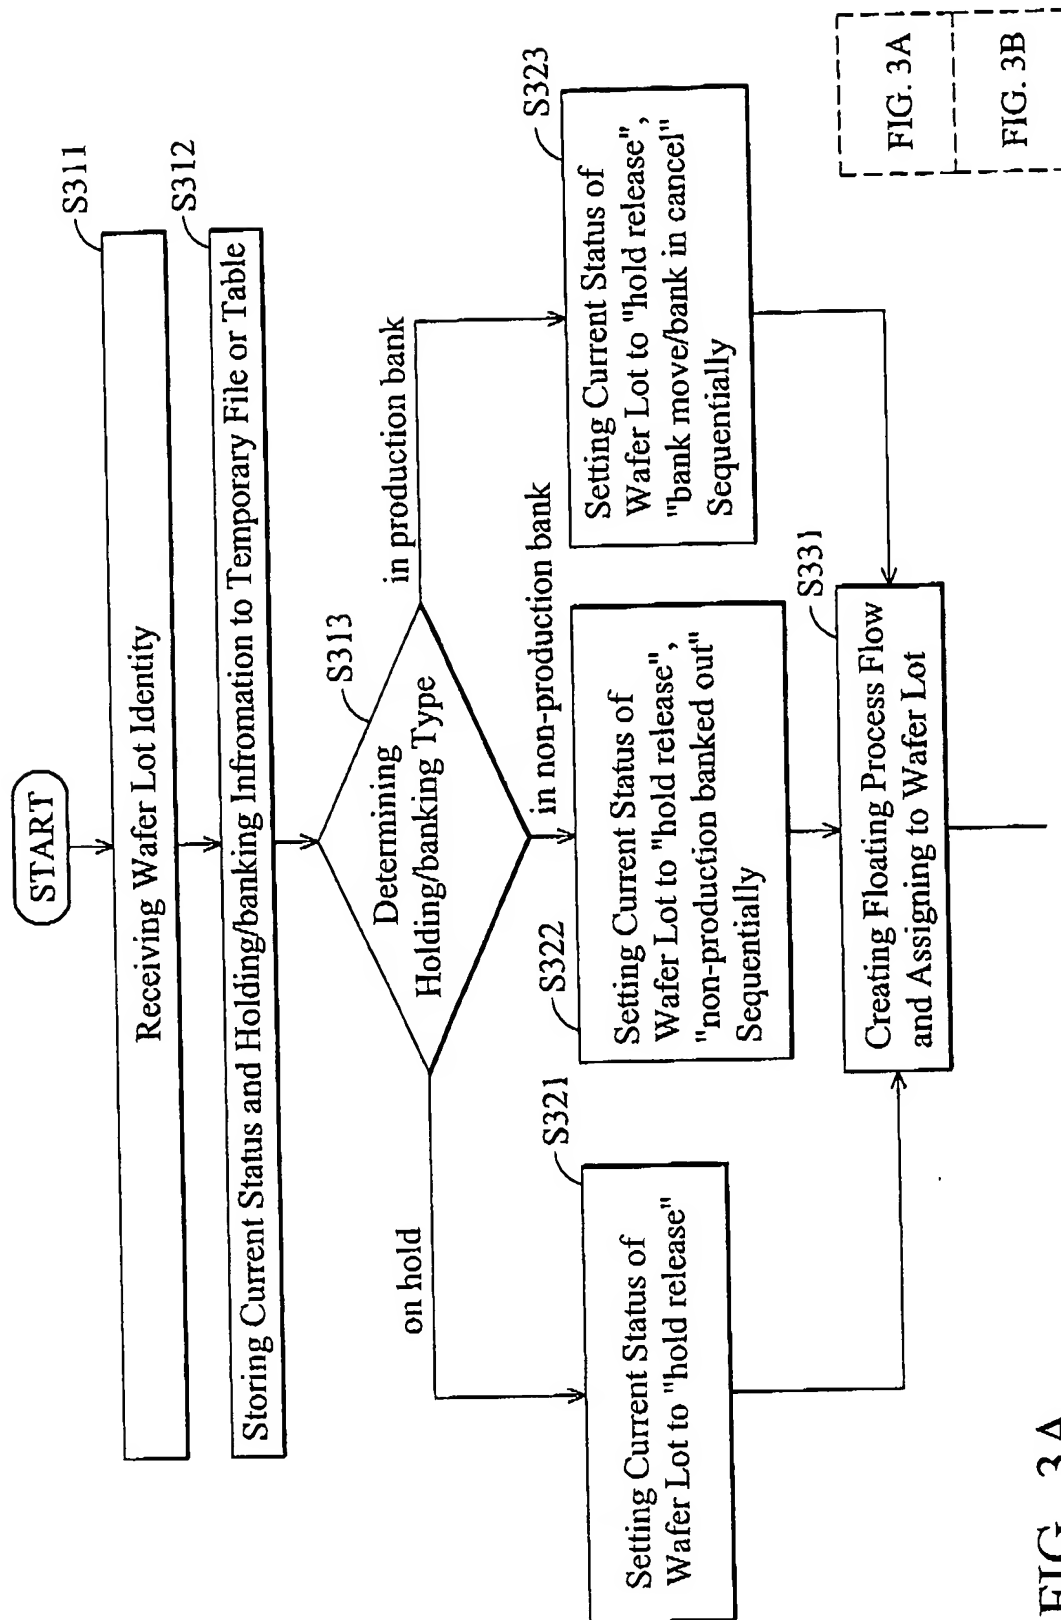 START
S311
Receiving Wafer Lot Identity
S312
Storing Current Status and Holding/banking Infromation to Temporary File or Table
S313
Determining
Holding/banking Type
on hold
in non-production bank
in production bank
S321
Setting Current Status of
Wafer Lot to "hold release"
S322
Setting Current Status of
Wafer Lot to "hold release",
"non-production banked out"
Sequentially
S323
Setting Current Status of
Wafer Lot to "hold release",
"bank move/bank in cancel"
Sequentially
S331
Creating Floating Process Flow
and Assigning to Wafer Lot
FIG. 3A
FIG. 3B
FIG. 3A